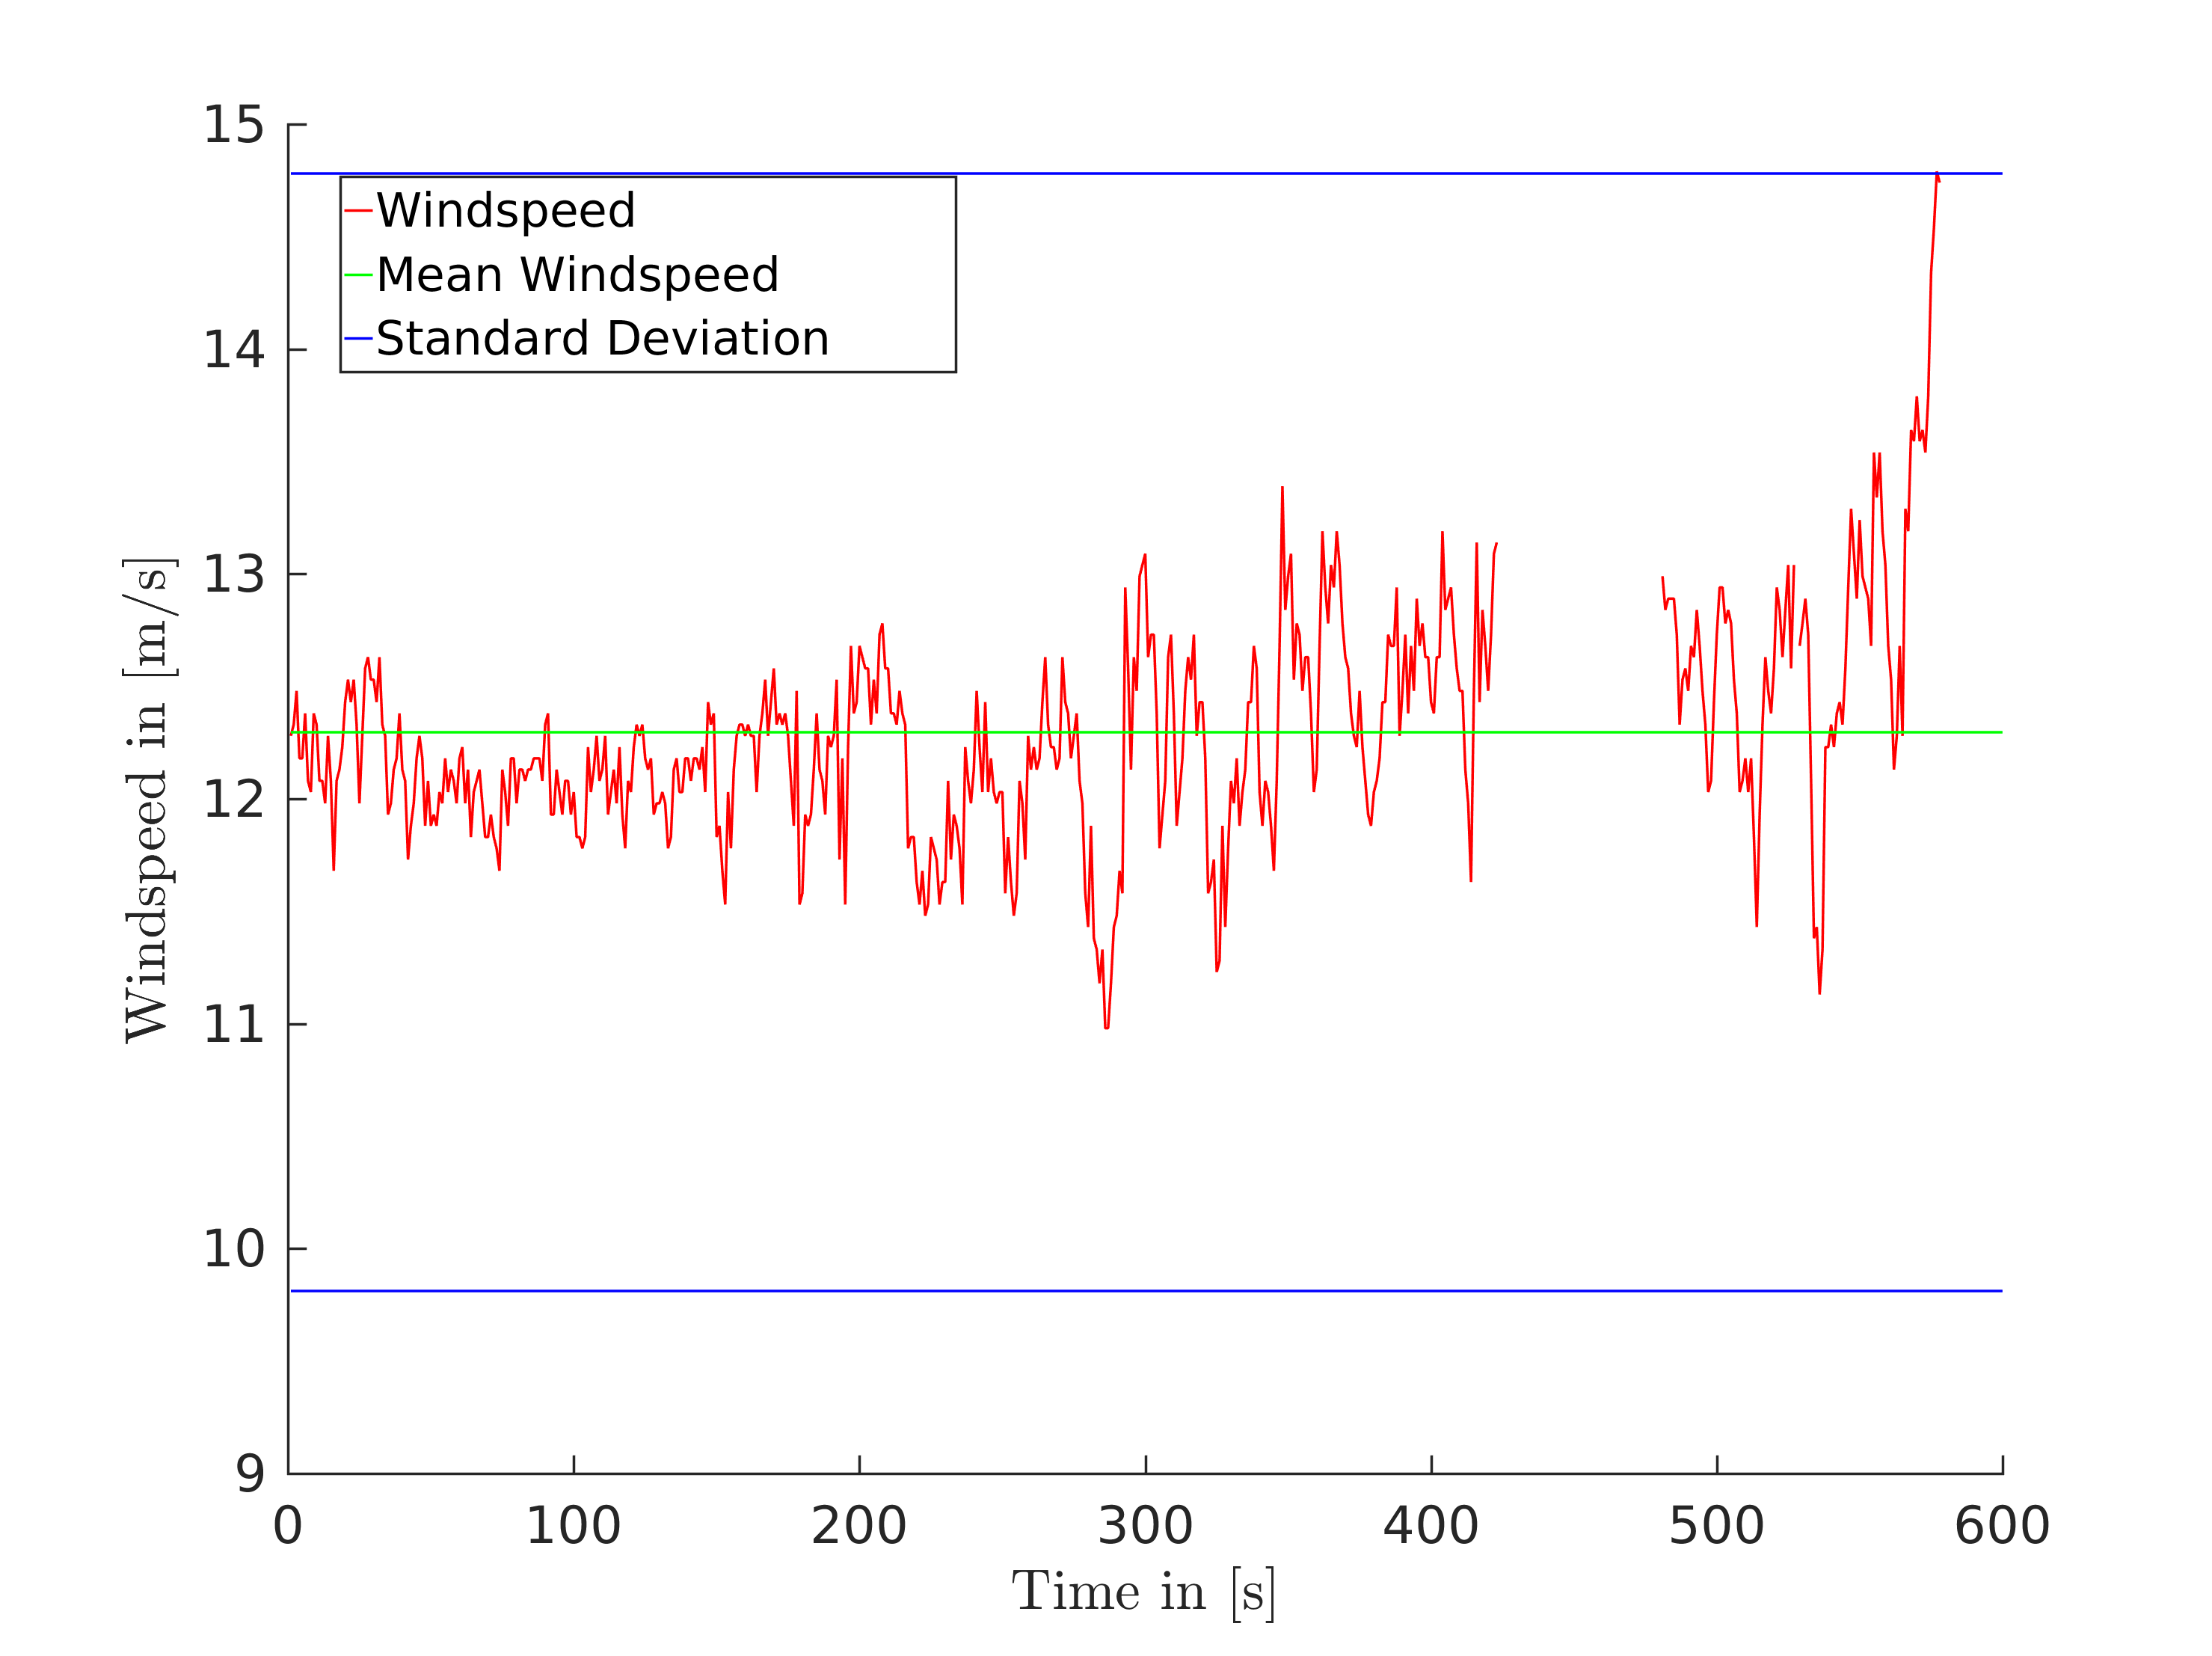 15
14
13
12
11
10
9
Windspeed in [m/s]
Windspeed
Mean Windspeed
Standard Deviation
0 100 200 300 400 500 600
Time in [s]